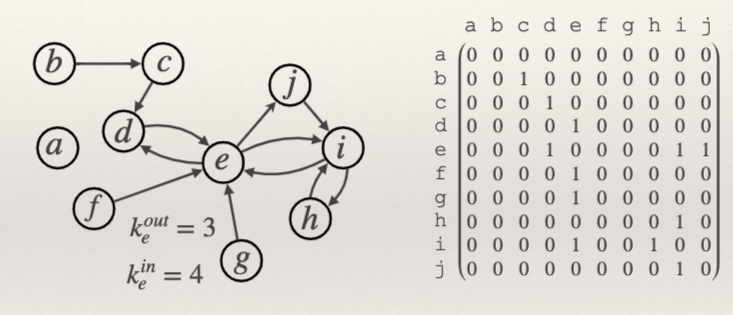 b
c
j
d
a
e
i
f
h
g
k_e^{out} = 3
k_e^{in} = 4
a b c d e f g h i j
a 0 0 0 0 0 0 0 0 0 0
b 0 0 1 0 0 0 0 0 0 0
c 0 0 0 1 0 0 0 0 0 0
d 0 0 0 0 1 0 0 0 0 0
e 0 0 0 1 0 0 0 0 1 1
f 0 0 0 0 1 0 0 0 0 0
g 0 0 0 0 1 0 0 0 0 0
h 0 0 0 0 0 0 0 0 1 0
i 0 0 0 0 1 0 0 1 0 0
j 0 0 0 0 0 0 0 0 1 0